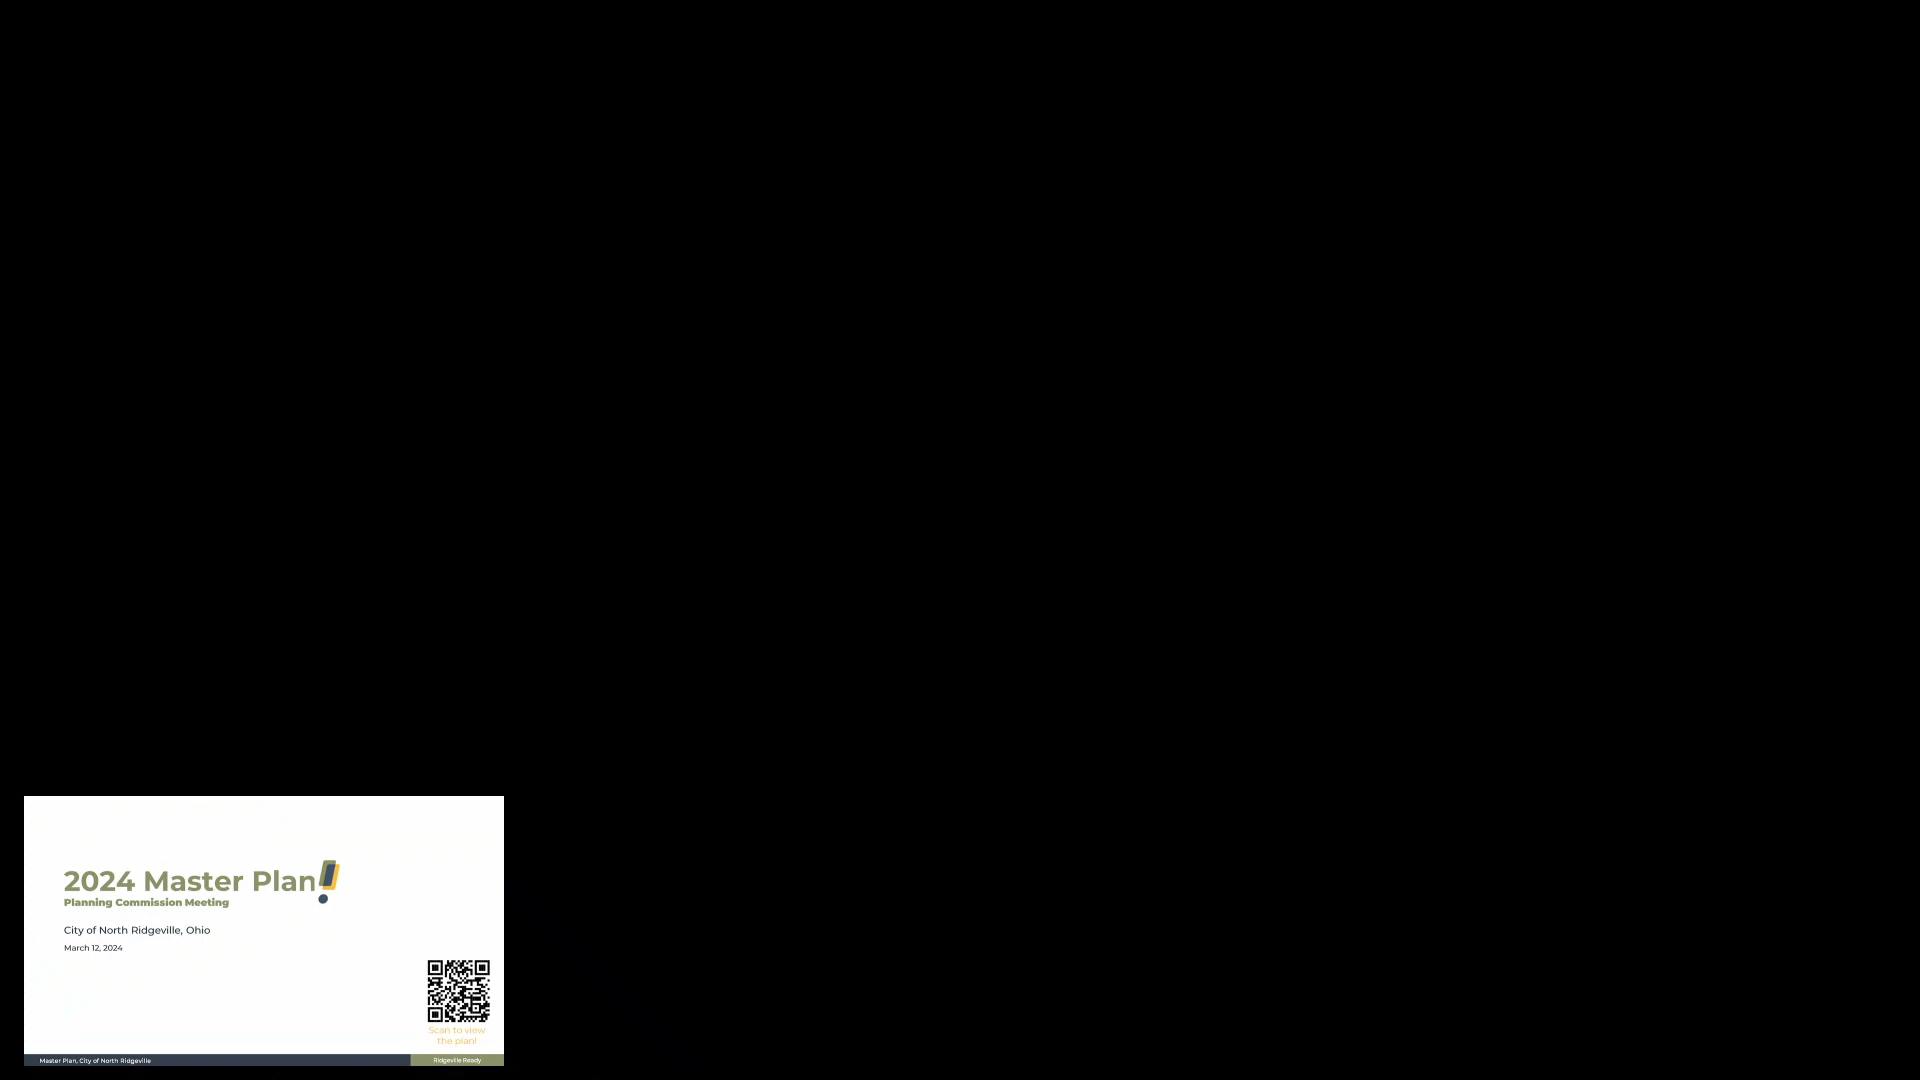 2024 Master Plan!
Planning Commission Meeting
City of North Ridgeville, Ohio
March 12, 2024
Scan to view
the plan!
Master Plan, City of North Ridgeville
Ridgeville Ready